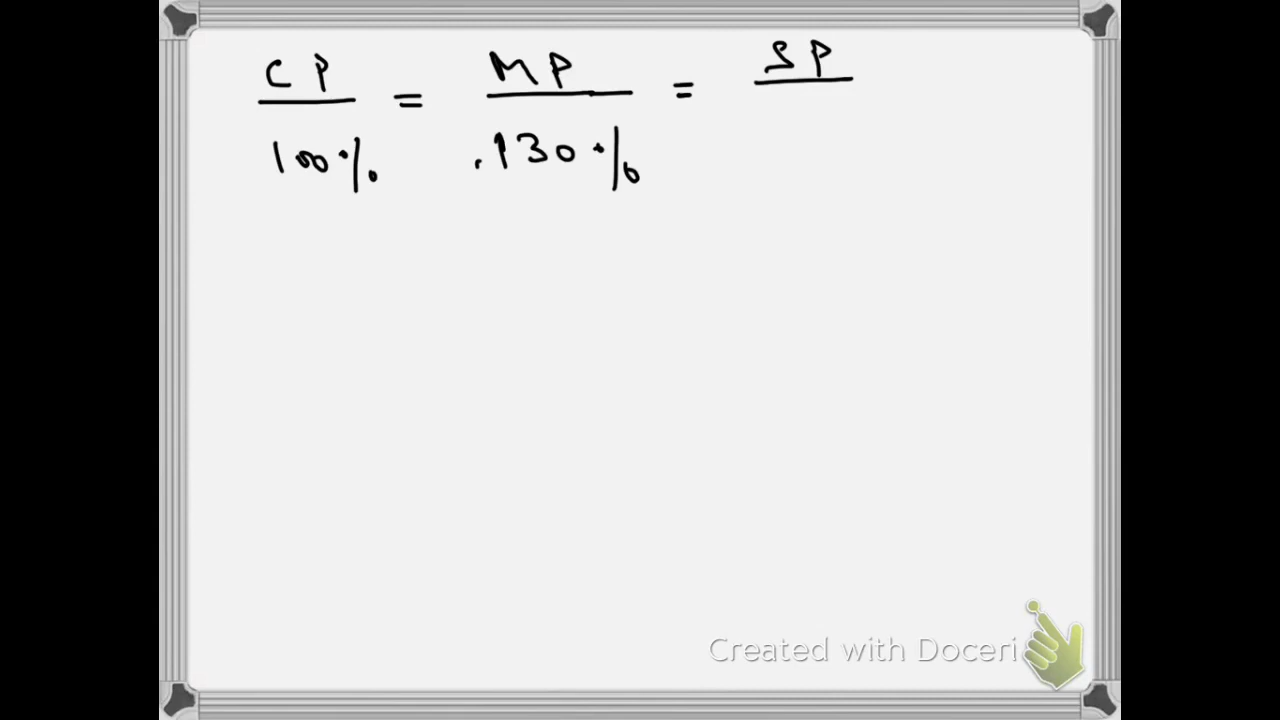 CP = MP = SP
100% .130%
Created with Doceri